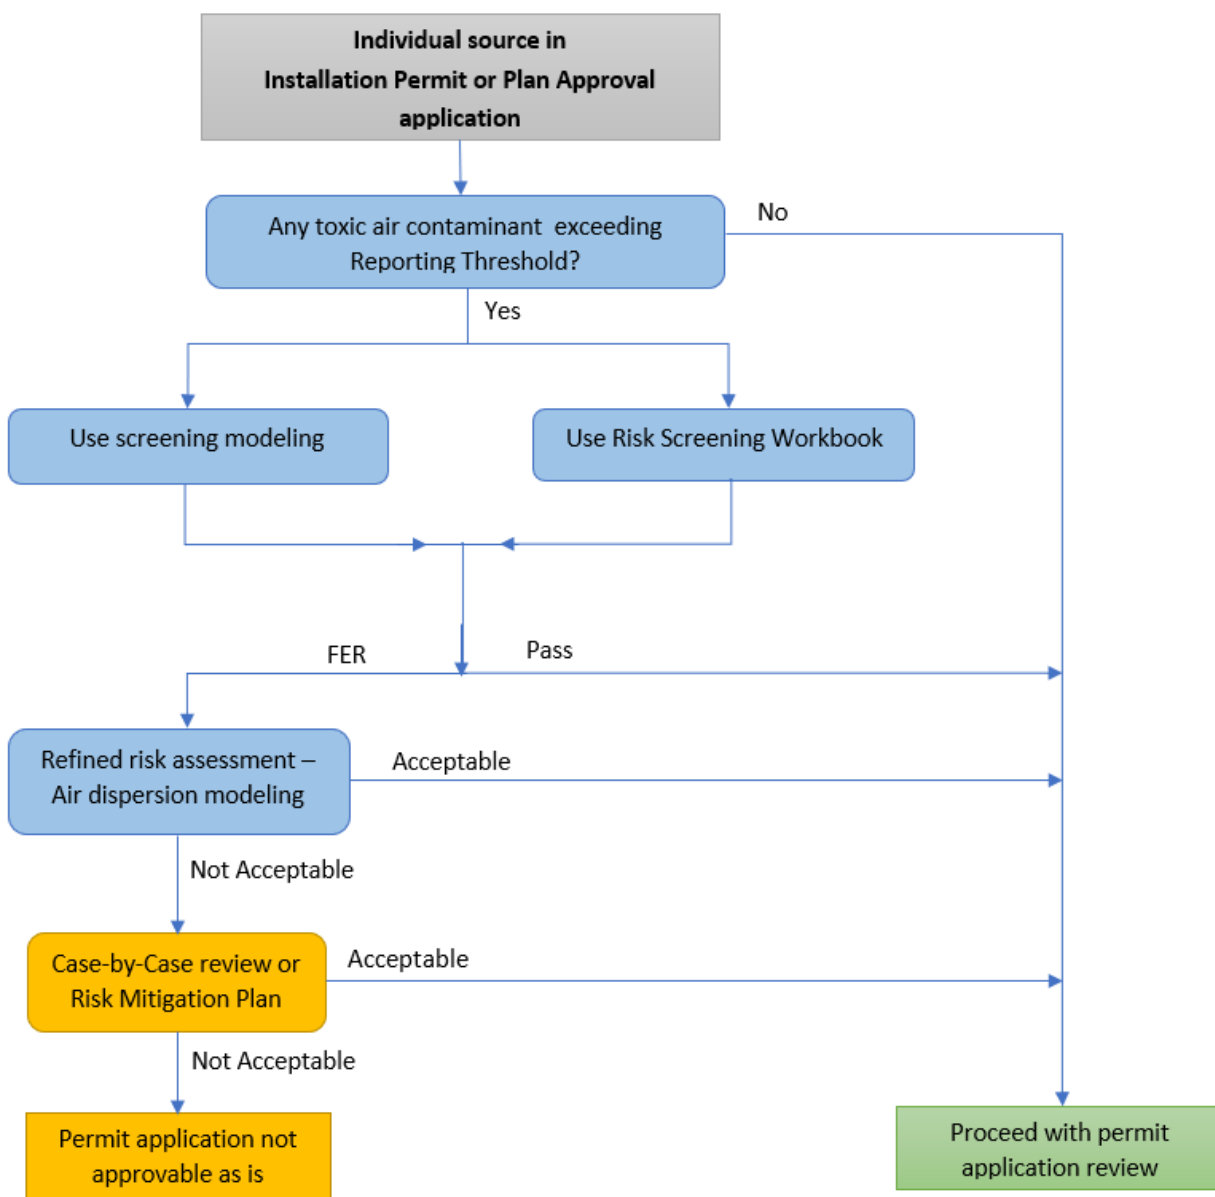 Individual source in
Installation Permit or Plan Approval
application
Any toxic air contaminant exceeding
Reporting Threshold?
No
Yes
Use screening modeling
Use Risk Screening Workbook
FER
Pass
Refined risk assessment –
Air dispersion modeling
Acceptable
Not Acceptable
Case-by-Case review or
Risk Mitigation Plan
Acceptable
Not Acceptable
Permit application not
approvable as is
Proceed with permit
application review